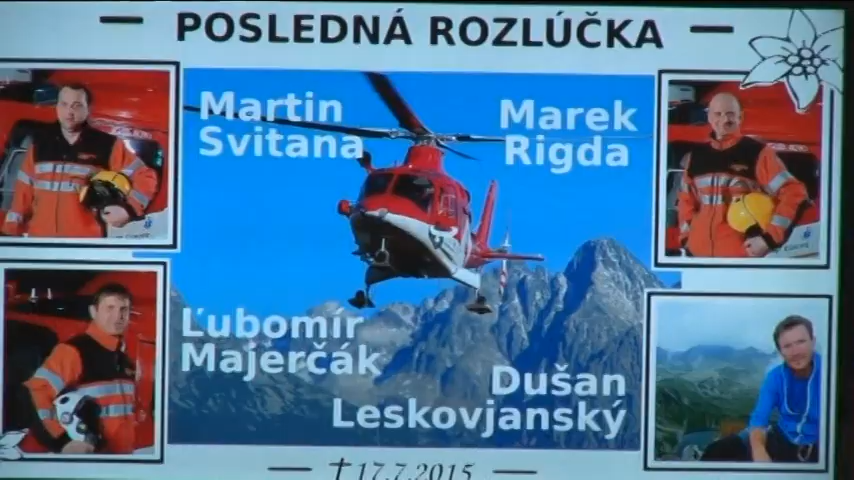 POSLEDNÁ ROZLÚČKA
Martin
Svitana
Marek
Rigda
Ľubomír
Majerčák
Dušan
Leskovjanský
†17.7.2015